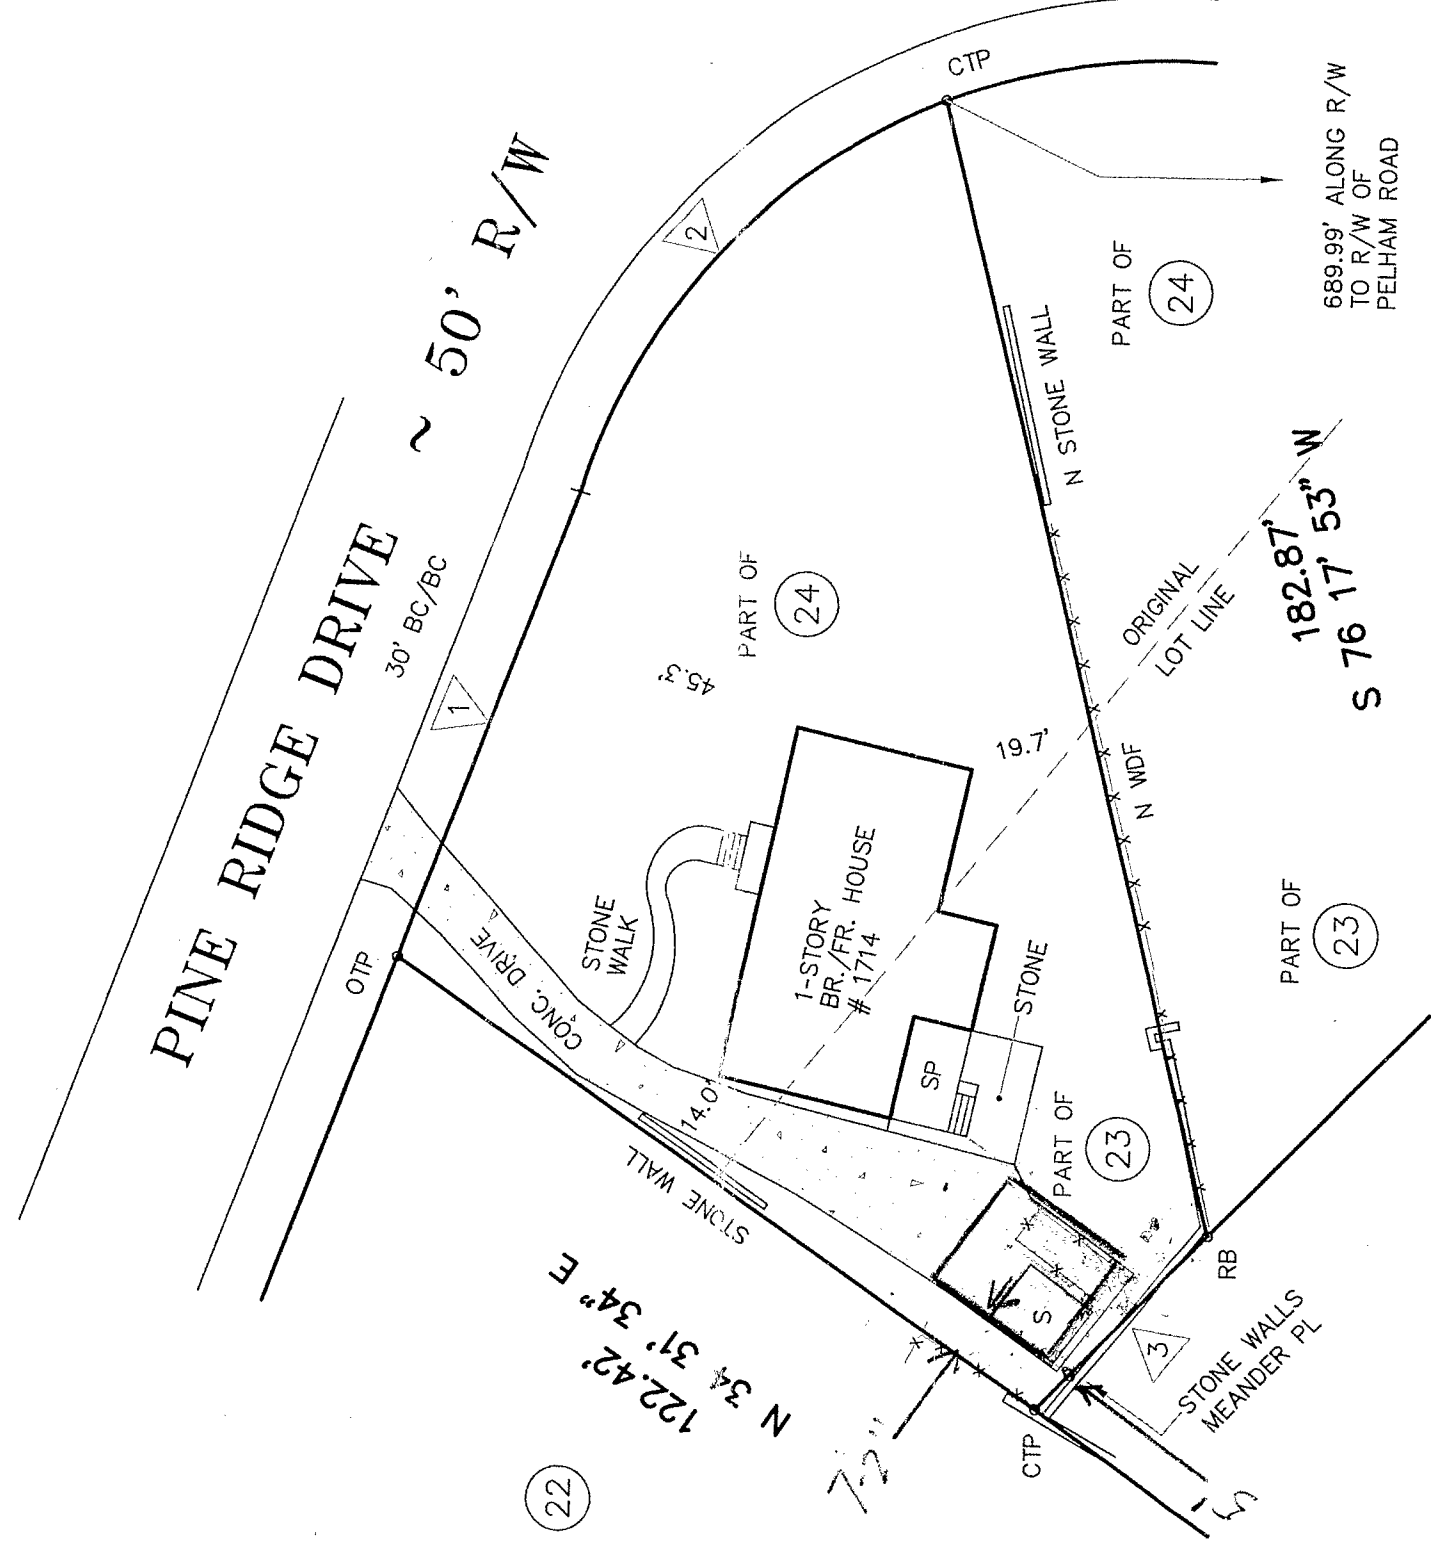 PINE RIDGE DRIVE ~ 50' R/W
30' BC/BC
CTP
2
1
689.99' ALONG R/W
TO R/W OF
PELHAM ROAD
PART OF
24
N STONE WALL
PART OF
24
45.3'
ORIGINAL
LOT LINE
182.87'
S 76 17' 53" W
19.7'
N WDF
OTP
CONC. DRIVE
STONE
WALK
1-STORY
BR./FR. HOUSE
# 1714
STONE
SP
PART OF
23
PART OF
23
14.0'
STONE WALL
122.42'
N 34 31' 34" E
S
RB
3
STONE WALLS
MEANDER PL
CTP
22
7'-2"
5'